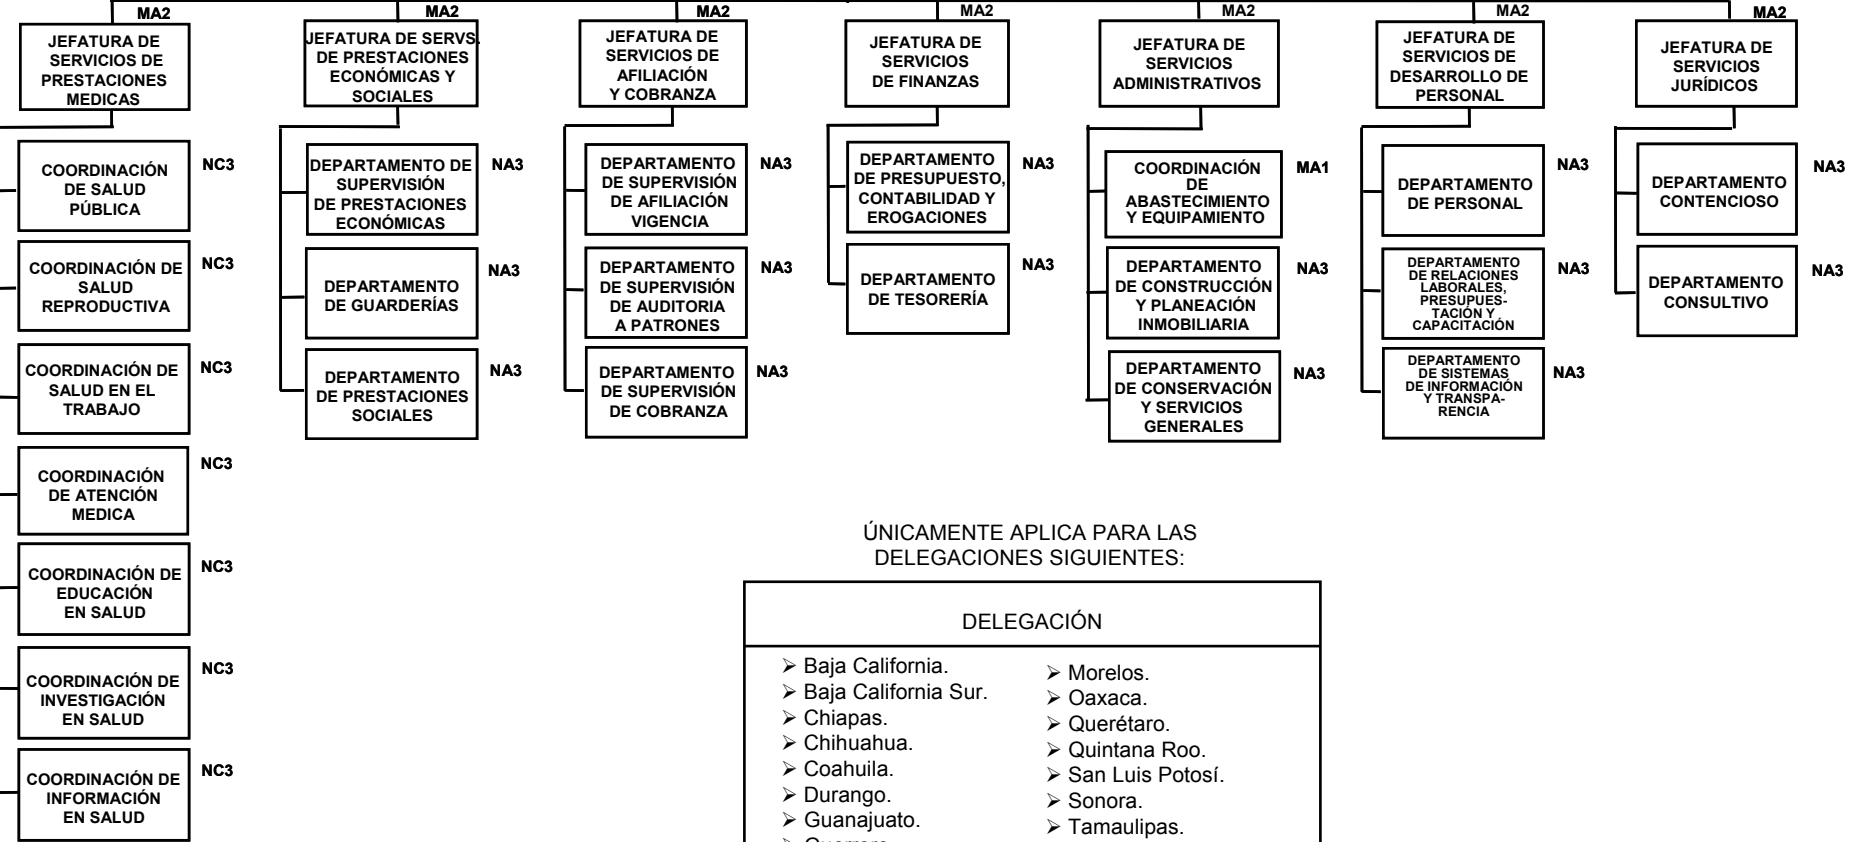 MA2
JEFATURA DE
SERVICIOS DE
PRESTACIONES
MEDICAS
COORDINACIÓN
DE SALUD
PÚBLICA
NC3
COORDINACIÓN DE
SALUD
REPRODUCTIVA
NC3
COORDINACIÓN DE
SALUD EN EL
TRABAJO
NC3
COORDINACIÓN
DE ATENCIÓN
MEDICA
NC3
COORDINACIÓN DE
EDUCACIÓN
EN SALUD
NC3
COORDINACIÓN DE
INVESTIGACIÓN
EN SALUD
NC3
COORDINACIÓN DE
INFORMACIÓN
EN SALUD
NC3
MA2
JEFATURA DE SERVS.
DE PRESTACIONES
ECONÓMICAS Y
SOCIALES
DEPARTAMENTO DE
SUPERVISIÓN
DE PRESTACIONES
ECONÓMICAS
NA3
DEPARTAMENTO
DE GUARDERÍAS
NA3
DEPARTAMENTO
DE PRESTACIONES
SOCIALES
NA3
MA2
JEFATURA DE
SERVICIOS DE
AFILIACIÓN
Y COBRANZA
DEPARTAMENTO
DE SUPERVISIÓN
DE AFILIACIÓN
VIGENCIA
NA3
DEPARTAMENTO
DE SUPERVISIÓN
DE AUDITORIA
A PATRONES
NA3
DEPARTAMENTO
DE SUPERVISIÓN
DE COBRANZA
NA3
MA2
JEFATURA DE
SERVICIOS
DE FINANZAS
DEPARTAMENTO
DE PRESUPUESTO,
CONTABILIDAD Y
EROGACIONES
NA3
DEPARTAMENTO
DE TESORERÍA
NA3
MA2
JEFATURA DE
SERVICIOS
ADMINISTRATIVOS
COORDINACIÓN
DE
ABASTECIMIENTO
Y EQUIPAMIENTO
MA1
DEPARTAMENTO
DE CONSTRUCCIÓN
Y PLANEACIÓN
INMOBILIARIA
NA3
DEPARTAMENTO
DE CONSERVACIÓN
Y SERVICIOS
GENERALES
NA3
MA2
JEFATURA DE
SERVICIOS DE
DESARROLLO DE
PERSONAL
DEPARTAMENTO
DE PERSONAL
NA3
DEPARTAMENTO
DE RELACIONES
LABORALES,
PRESUPUES-
TACIÓN Y
CAPACITACIÓN
NA3
DEPARTAMENTO
DE SISTEMAS
DE INFORMACIÓN
Y TRANSPA-
RENCIA
NA3
MA2
JEFATURA DE
SERVICIOS
JURÍDICOS
DEPARTAMENTO
CONTENCIOSO
NA3
DEPARTAMENTO
CONSULTIVO
NA3
ÚNICAMENTE APLICA PARA LAS
DELEGACIONES SIGUIENTES:
DELEGACIÓN
➢ Baja California.
➢ Baja California Sur.
➢ Chiapas.
➢ Chihuahua.
➢ Coahuila.
➢ Durango.
➢ Guanajuato.
➢ Morelos.
➢ Oaxaca.
➢ Querétaro.
➢ Quintana Roo.
➢ San Luis Potosí.
➢ Sonora.
➢ Tamaulipas.